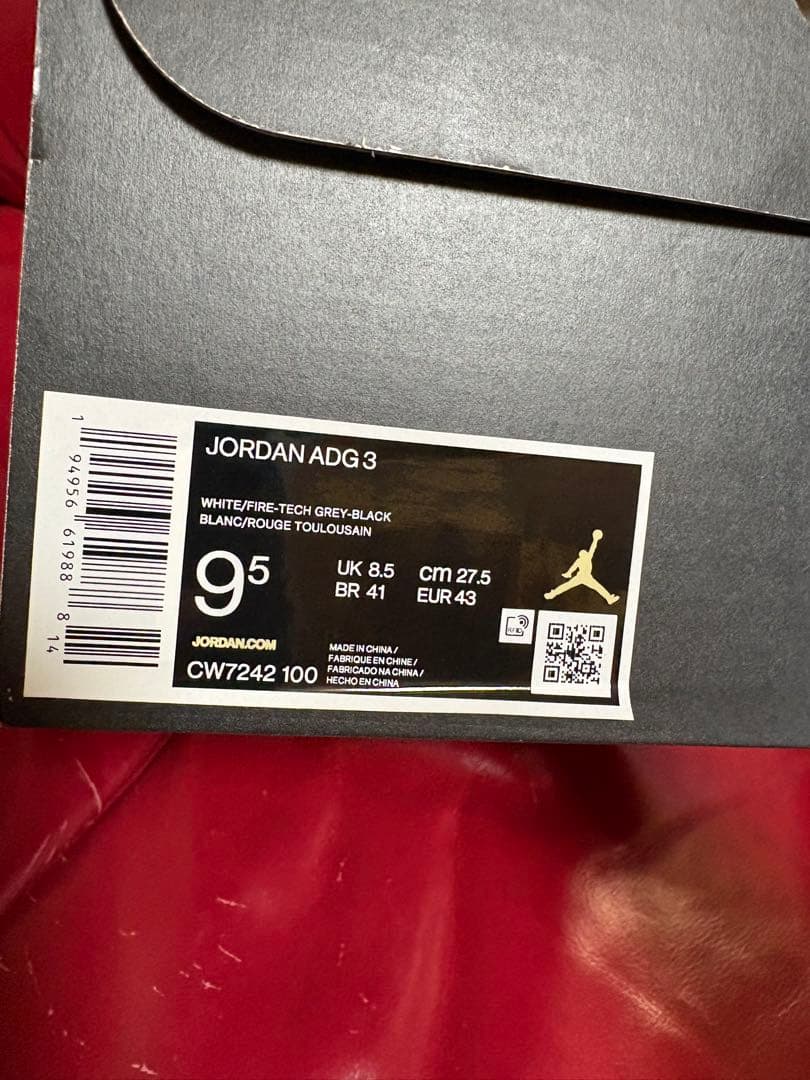 JORDAN ADG 3
WHITE/FIRE-TECH GREY-BLACK
BLANC/ROUGE TOULOUSAIN
9⁵
UK 8.5 cm 27.5
BR 41 EUR 43
JORDAN.COM
CW7242 100
MADE IN CHINA /
FABRIQUE EN CHINE /
FABRICADO NA CHINA /
HECHO EN CHINA
1 94956 61988 8 14